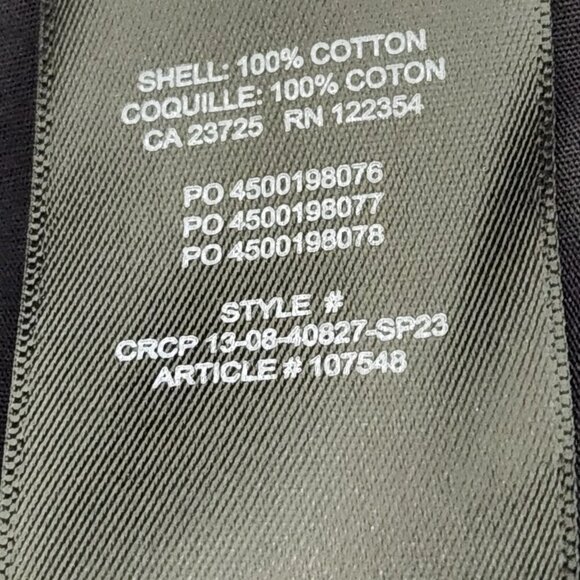 SHELL: 100% COTTON
COQUILLE: 100% COTON
CA 23725 RN 122354
PO 4500198076
PO 4500198077
PO 4500198078
STYLE #
CRCP 13-08-40827-SP23
ARTICLE # 107548